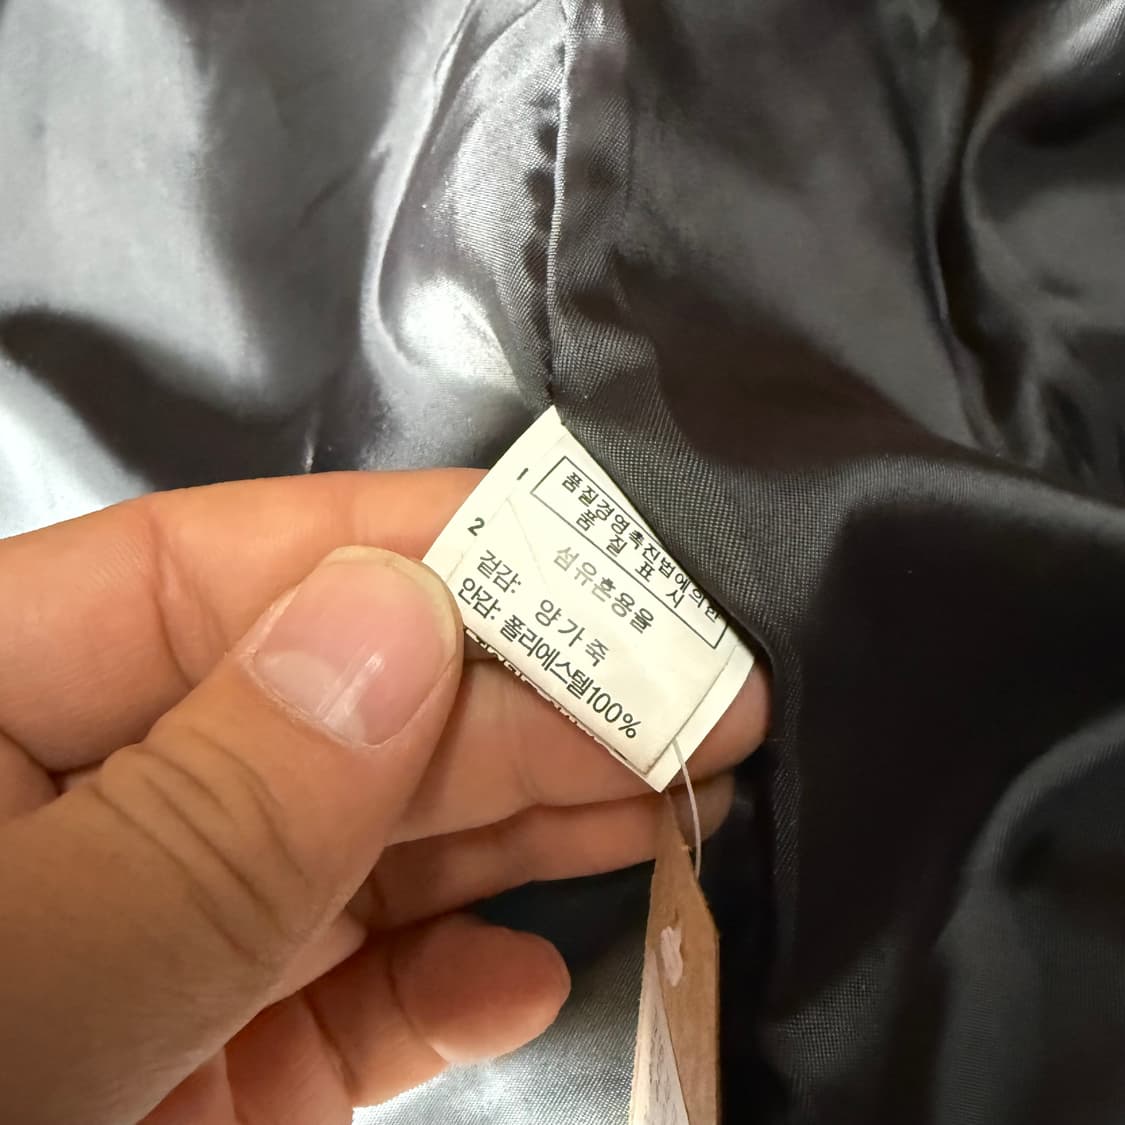 품질경영촉진법에의한
품 질 표 시
2
섬유혼용율
겉감: 양가죽
안감: 폴리에스텔100%